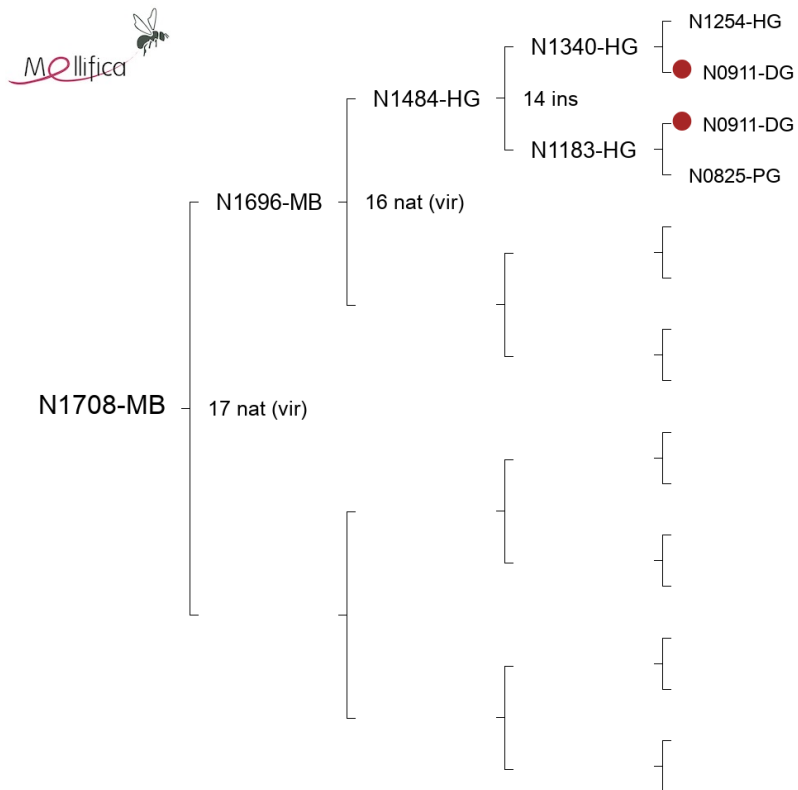 Mellifica
N1254-HG
N1340-HG
N0911-DG
N1484-HG
14 ins
N0911-DG
N1183-HG
N0825-PG
N1696-MB
16 nat (vir)
N1708-MB
17 nat (vir)